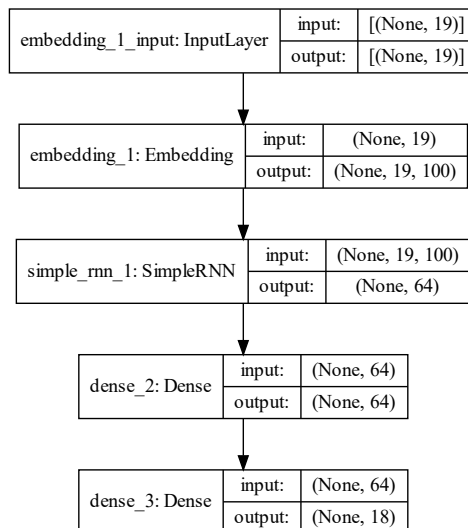 embedding_1_input: InputLayer
input: [(None, 19)]
output: [(None, 19)]
embedding_1: Embedding
input: (None, 19)
output: (None, 19, 100)
simple_rnn_1: SimpleRNN
input: (None, 19, 100)
output: (None, 64)
dense_2: Dense
input: (None, 64)
output: (None, 64)
dense_3: Dense
input: (None, 64)
output: (None, 18)